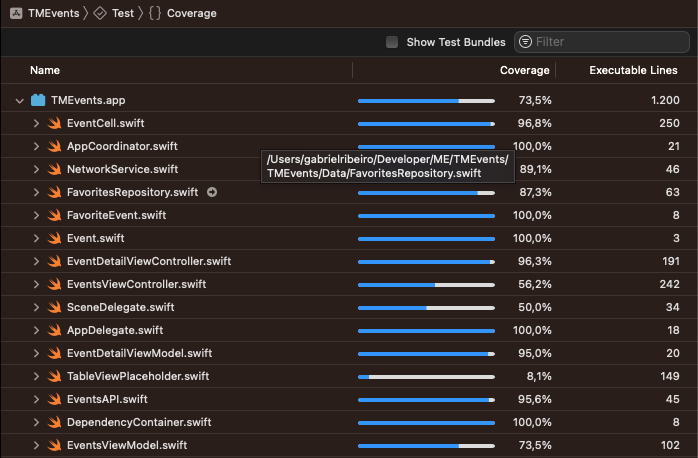 TMEvents > Test > {} Coverage
Show Test Bundles Filter
Name Coverage Executable Lines
TMEvents.app 73,5% 1.200
EventCell.swift 96,8% 250
AppCoordinator.swift 100,0% 21
/Users/gabrielribeiro/Developer/ME/TMEvents/
TMEvents/Data/FavoritesRepository.swift
NetworkService.swift 89,1% 46
FavoritesRepository.swift 87,3% 63
FavoriteEvent.swift 100,0% 8
Event.swift 100,0% 3
EventDetailViewController.swift 96,3% 191
EventsViewController.swift 56,2% 242
SceneDelegate.swift 50,0% 34
AppDelegate.swift 100,0% 18
EventDetailViewModel.swift 95,0% 20
TableViewPlaceholder.swift 8,1% 149
EventsAPI.swift 95,6% 45
DependencyContainer.swift 100,0% 8
EventsViewModel.swift 73,5% 102